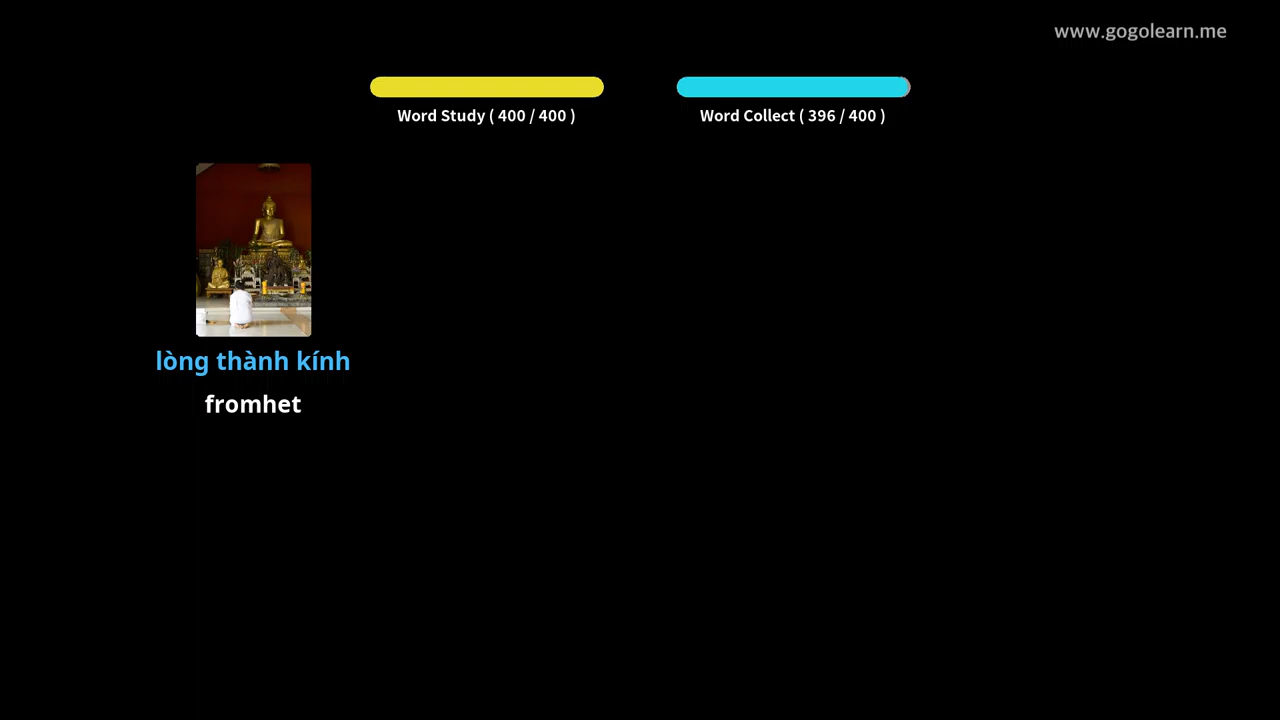 www.gogolearn.me
Word Study ( 400 / 400 )
Word Collect ( 396 / 400 )
lòng thành kính
fromhet